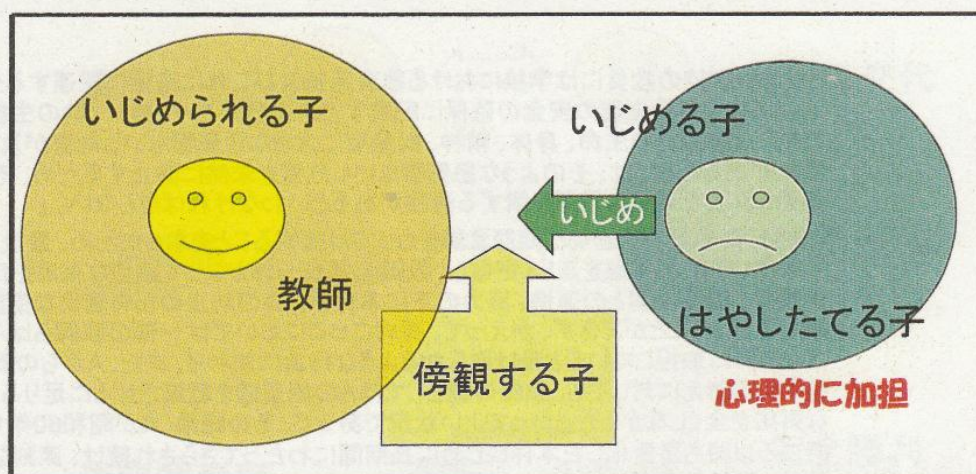 いじめられる子
教師
いじめ
傍観する子
いじめる子
はやしたてる子
心理的に加担